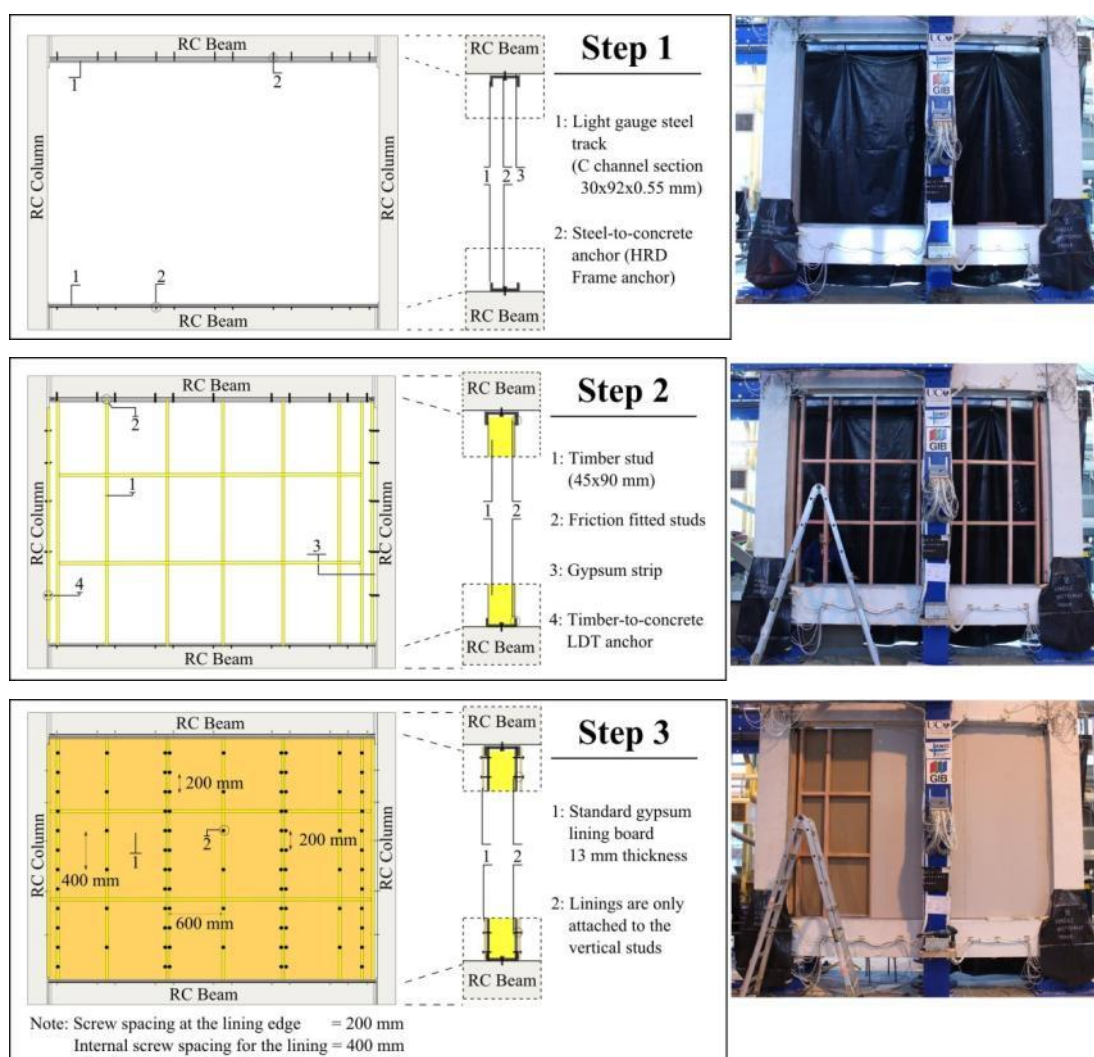 RC Beam
RC Column
RC Column
1
2
1
2
RC Beam
RC Beam
1 2 3
RC Beam
Step 1
1: Light gauge steel
track
(C channel section
30x92x0.55 mm)
2: Steel-to-concrete
anchor (HRD
Frame anchor)
UC
GIB
RC Beam
RC Column
RC Column
2
1
3
4
RC Beam
RC Beam
1 2
RC Beam
Step 2
1: Timber stud
(45x90 mm)
2: Friction fitted studs
3: Gypsum strip
4: Timber-to-concrete
LDT anchor
UC
GIB
RC Beam
RC Column
RC Column
200 mm
2
200 mm
1
400 mm
600 mm
RC Beam
RC Beam
1 2
RC Beam
Step 3
1: Standard gypsum
lining board
13 mm thickness
2: Linings are only
attached to the
vertical studs
UC
GIB
Note: Screw spacing at the lining edge = 200 mm
Internal screw spacing for the lining = 400 mm